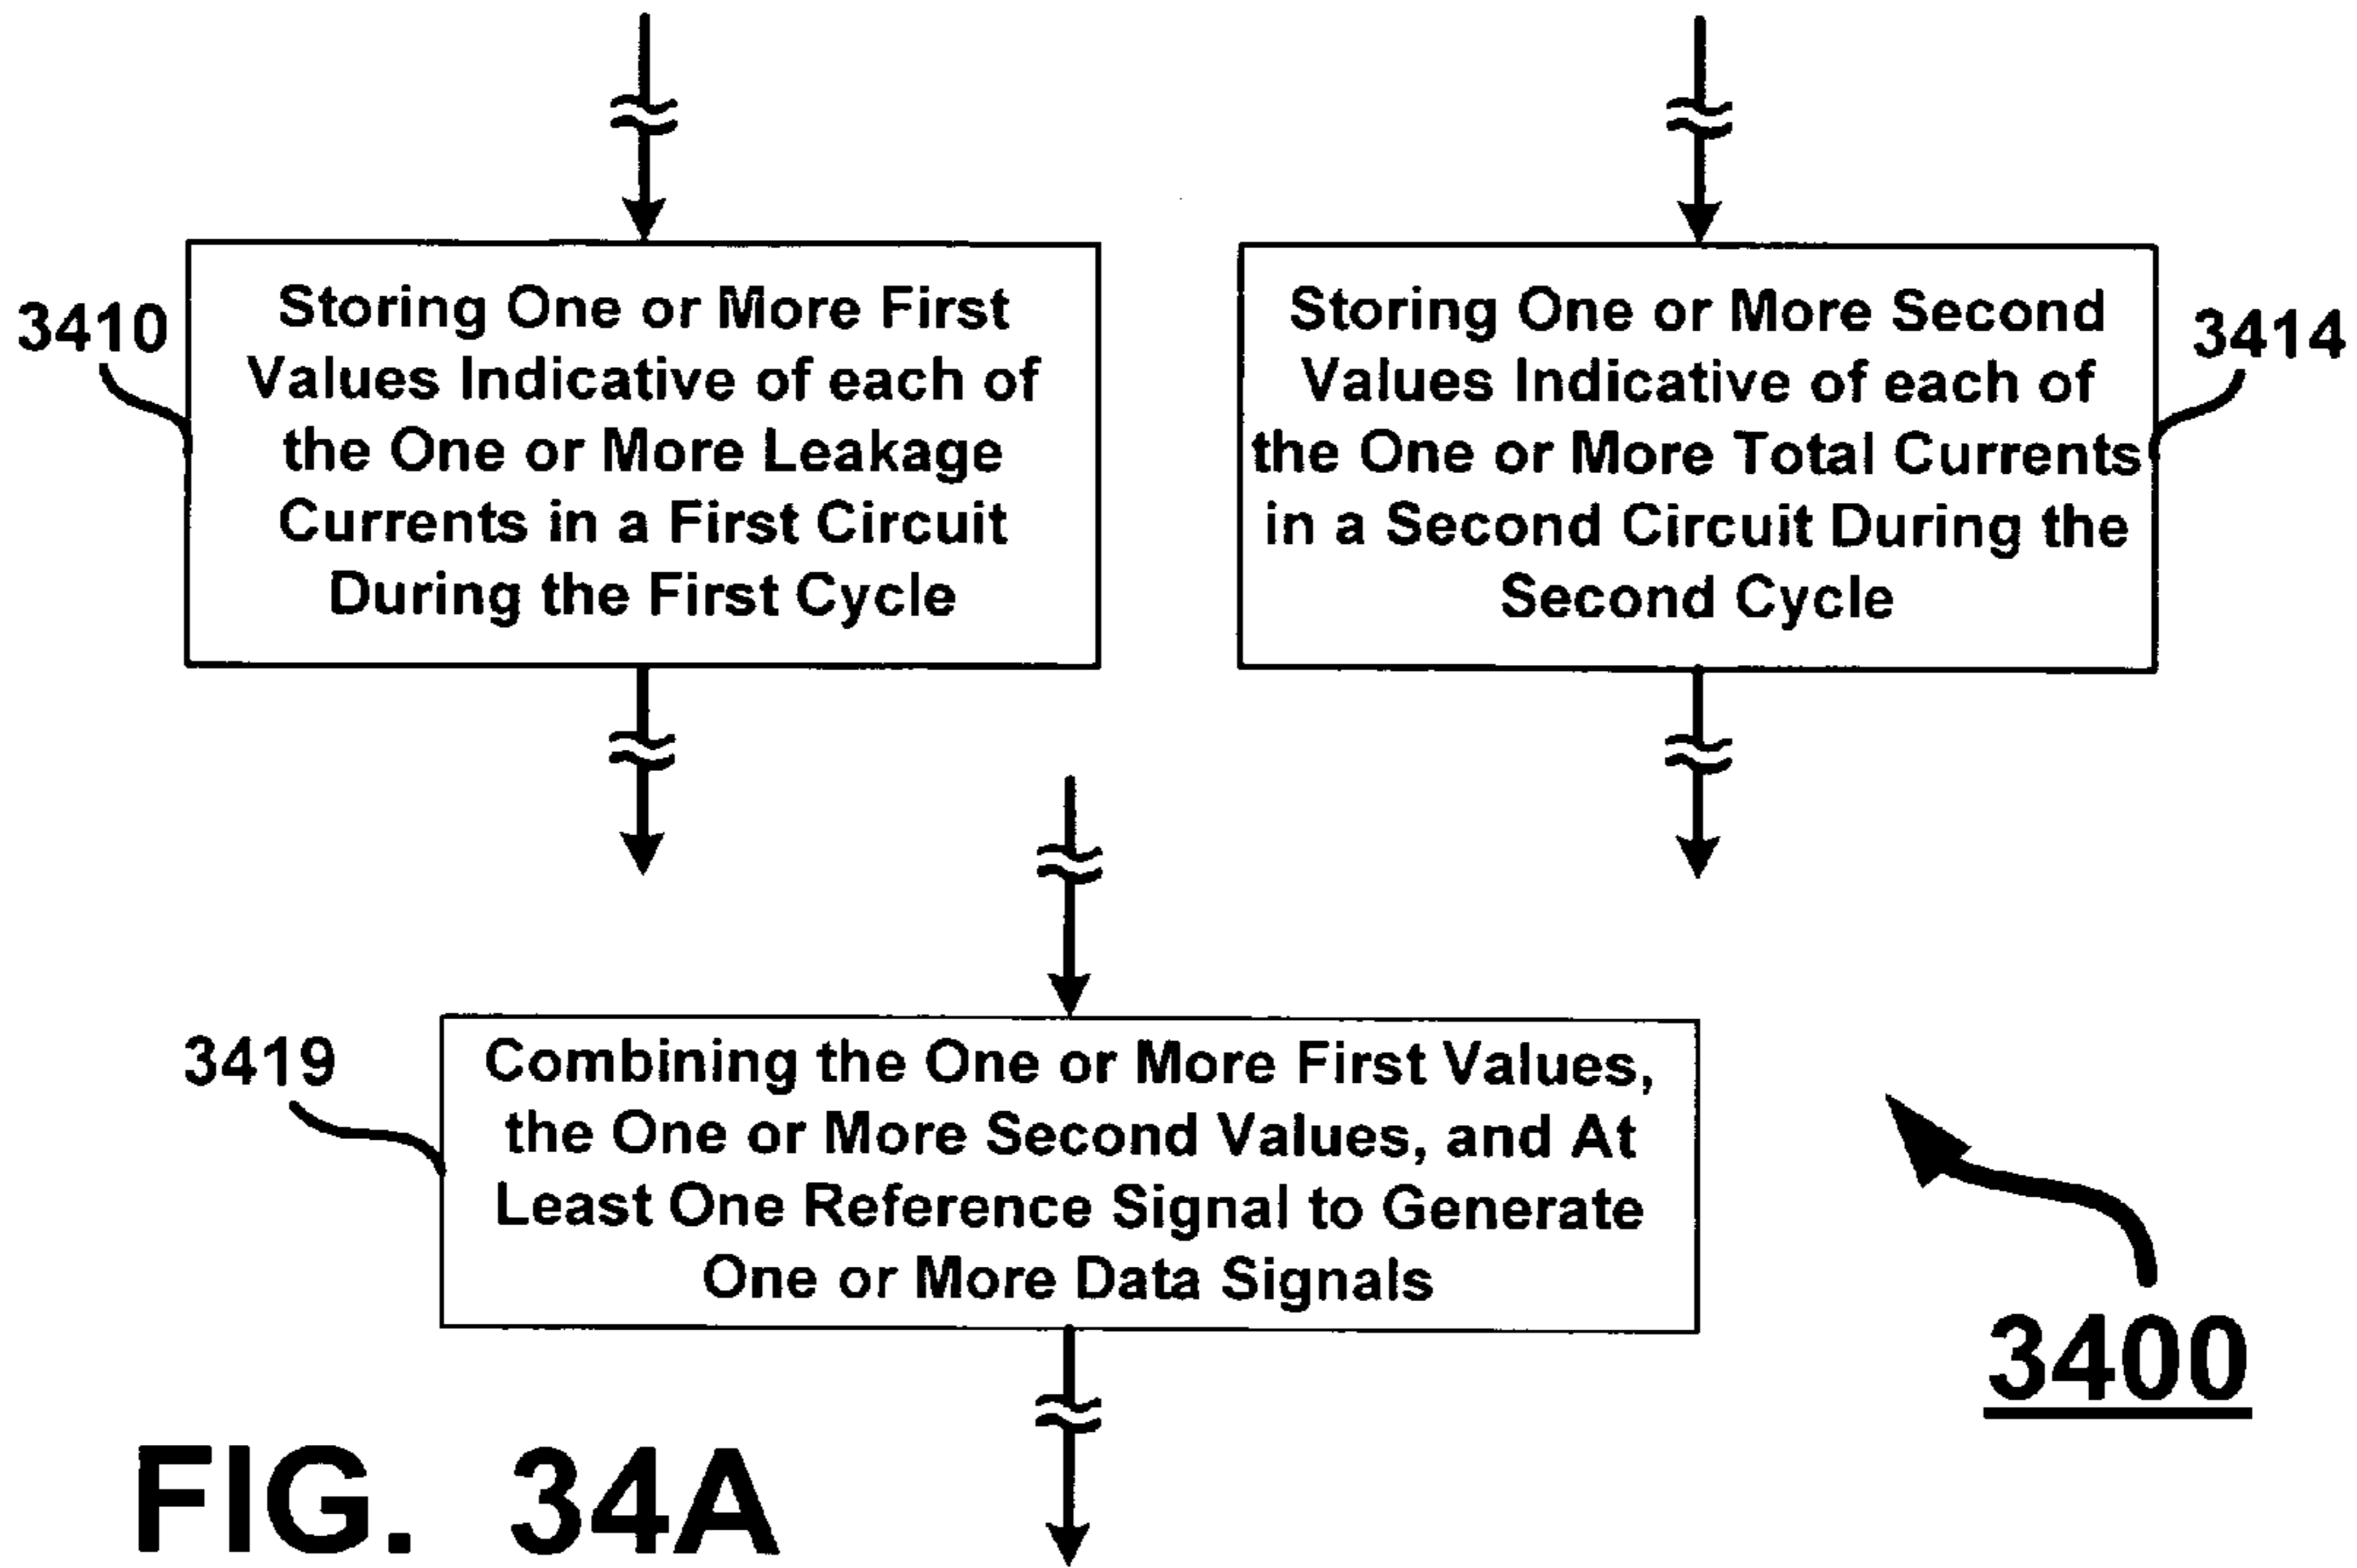 3410
Storing One or More First
Values Indicative of each of
the One or More Leakage
Currents in a First Circuit
During the First Cycle
Storing One or More Second
Values Indicative of each of
the One or More Total Currents
in a Second Circuit During the
Second Cycle
3414
3419
Combining the One or More First Values,
the One or More Second Values, and At
Least One Reference Signal to Generate
One or More Data Signals
3400
FIG. 34A